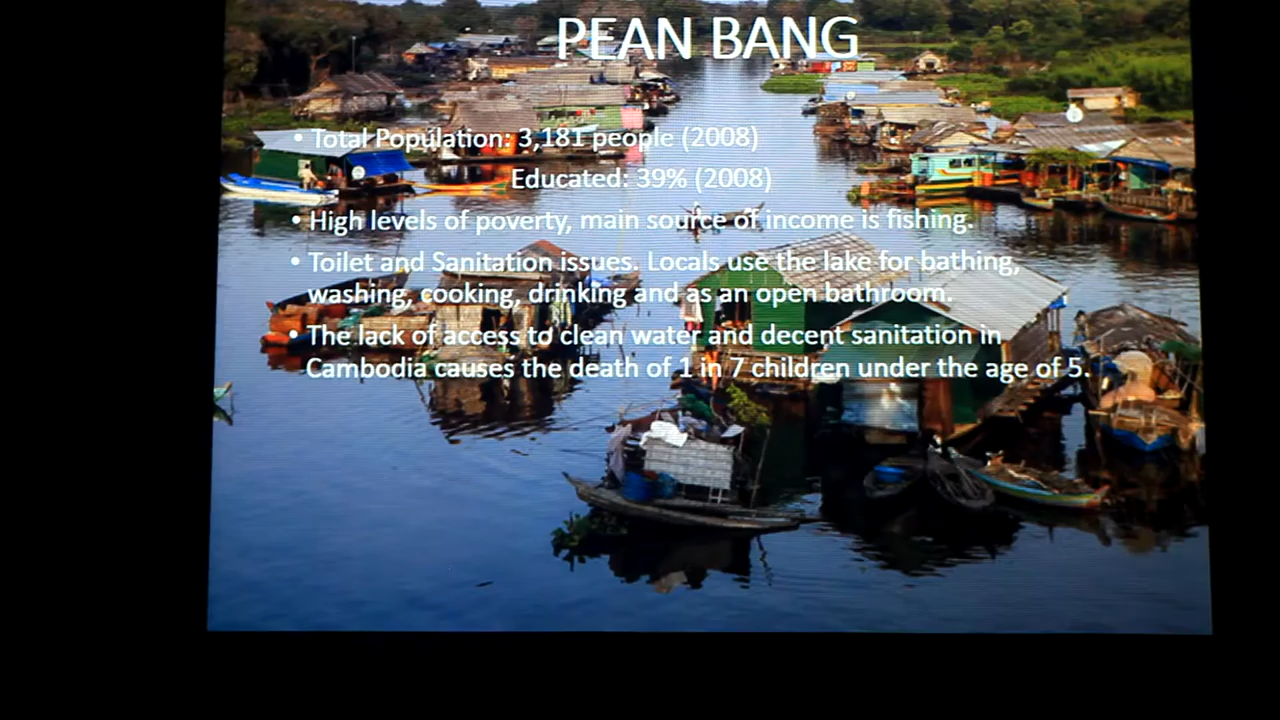 PEAN BANG
• Total Population: 3,181 people (2008)
Educated: 39% (2008)
• High levels of poverty, main source of income is fishing.
• Toilet and Sanitation issues. Locals use the lake for bathing,
washing, cooking, drinking and as an open bathroom.
• The lack of access to clean water and decent sanitation in
Cambodia causes the death of 1 in 7 children under the age of 5.